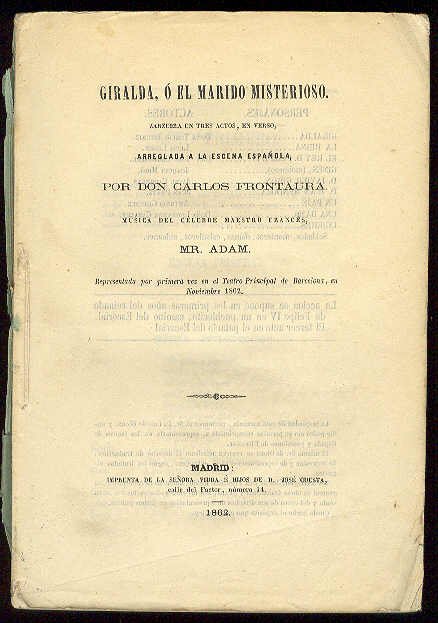 GIRALDA, Ó EL MARIDO MISTERIOSO.
ZARZUELA EN TRES ACTOS, EN VERSO,
ARREGLADA A LA ESCENA ESPAÑOLA,
POR DON CARLOS FRONTAURA.
MÚSICA DEL CÉLEBRE MAESTRO FRANCÉS,
MR. ADAM.
Representada por primera vez en el Teatro Principal de Barcelona, en
Noviembre 1862.
MADRID:
IMPRENTA DE LA SEÑORA VIUDA É HIJOS DE D. JOSÉ CUESTA,
calle del Factor, número 14.
1862.